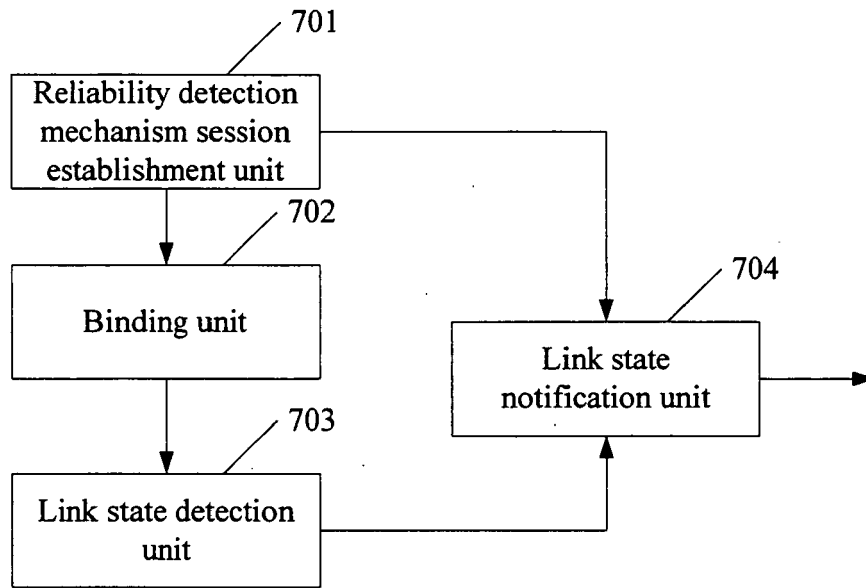 701
Reliability detection
mechanism session
establishment unit
702
Binding unit
704
Link state
notification unit
703
Link state detection
unit